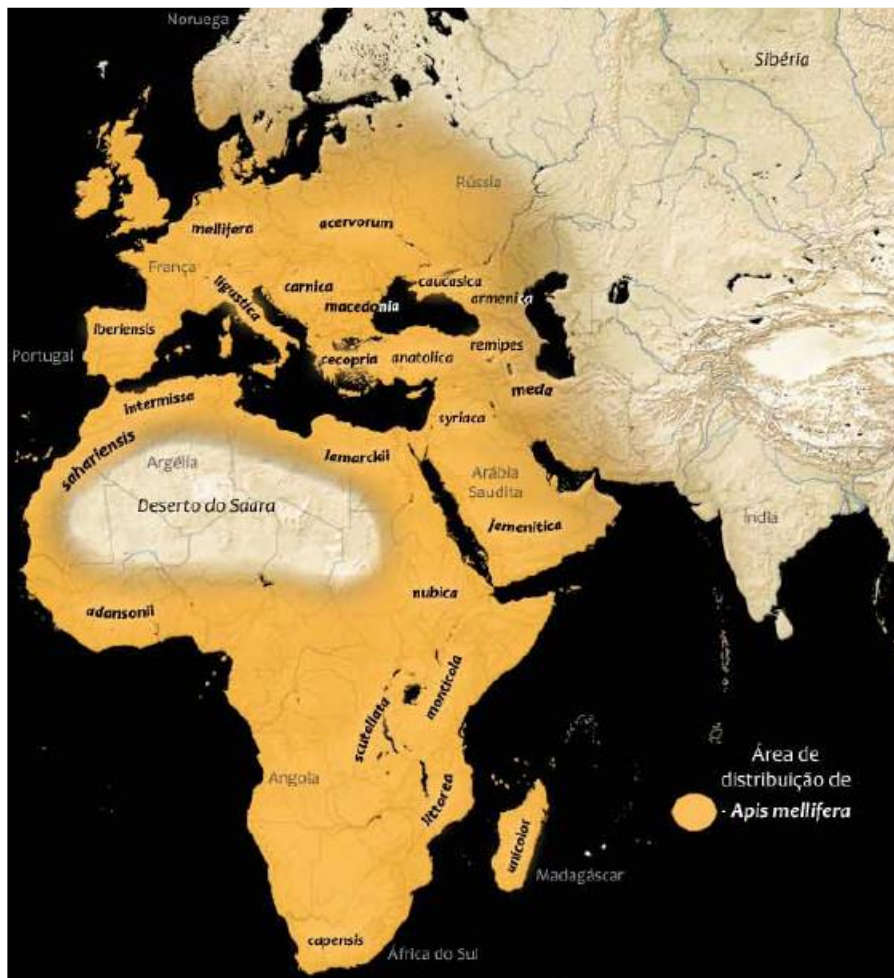 Noruega
Sibéria
Rússia
mellifera
acervorum
França
ligustica
carnica
caucasica
macedonia
armenica
iberiensis
Portugal
cecopria
anatolica
remipes
meda
intermissa
syriaca
sahariensis
Argélia
lamarckii
Arábia
Saudita
Deserto do Saara
Índia
jemenitica
adansonii
nubica
monticola
scutellata
Angola
littorea
Área de
distribuição de
- Apis mellifera
unicolor
Madagáscar
capensis
África do Sul